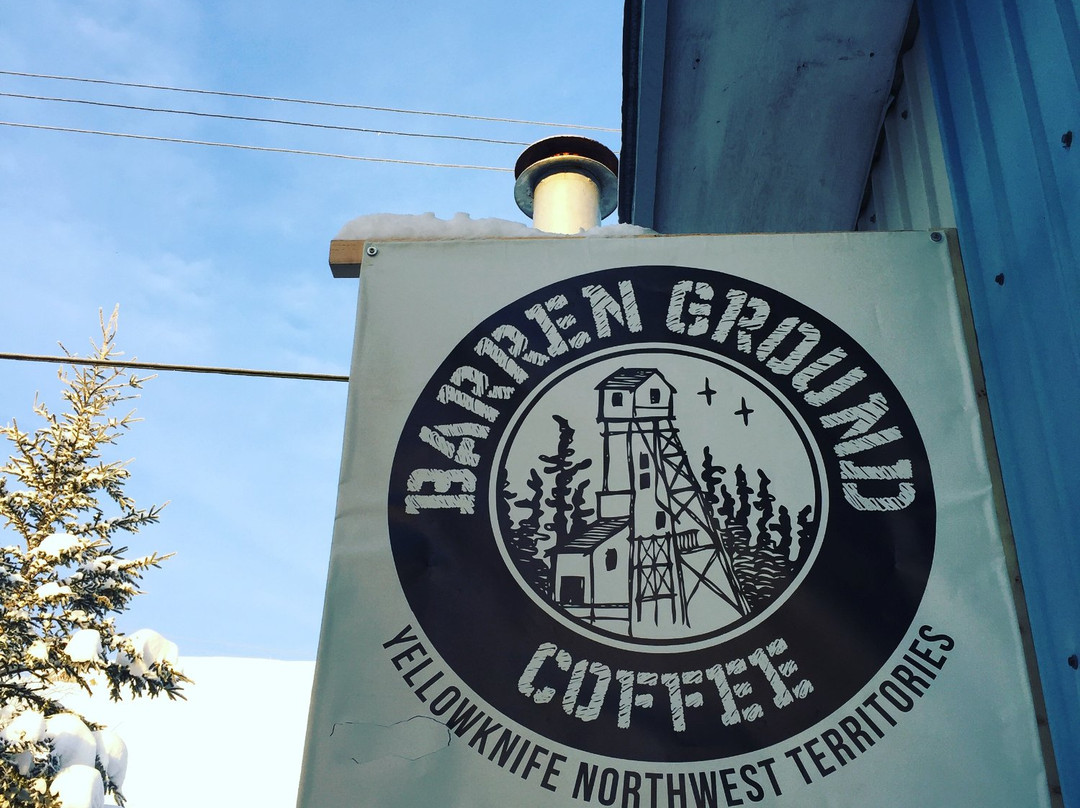 BARREN GROUND
COFFEE
YELLOWKNIFE NORTHWEST TERRITORIES